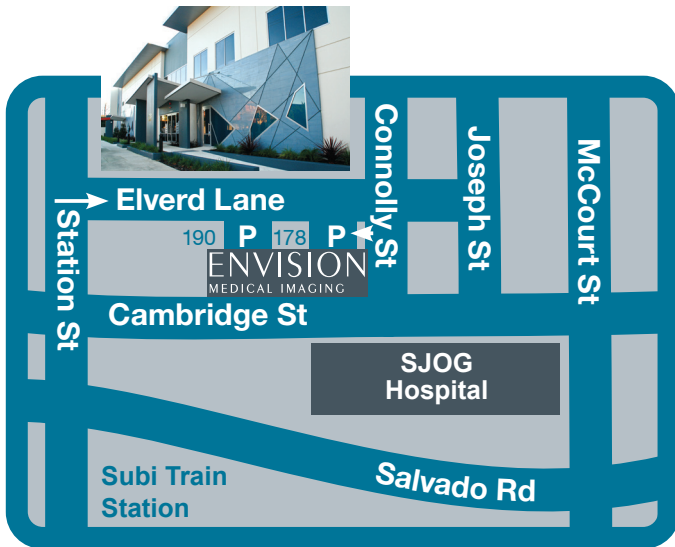 Elverd Lane
Connolly St
Joseph St
McCourt St
Station St
190 P 178 P
ENVISION
MEDICAL IMAGING
Cambridge St
SJOG
Hospital
Salvado Rd
Subi Train
Station